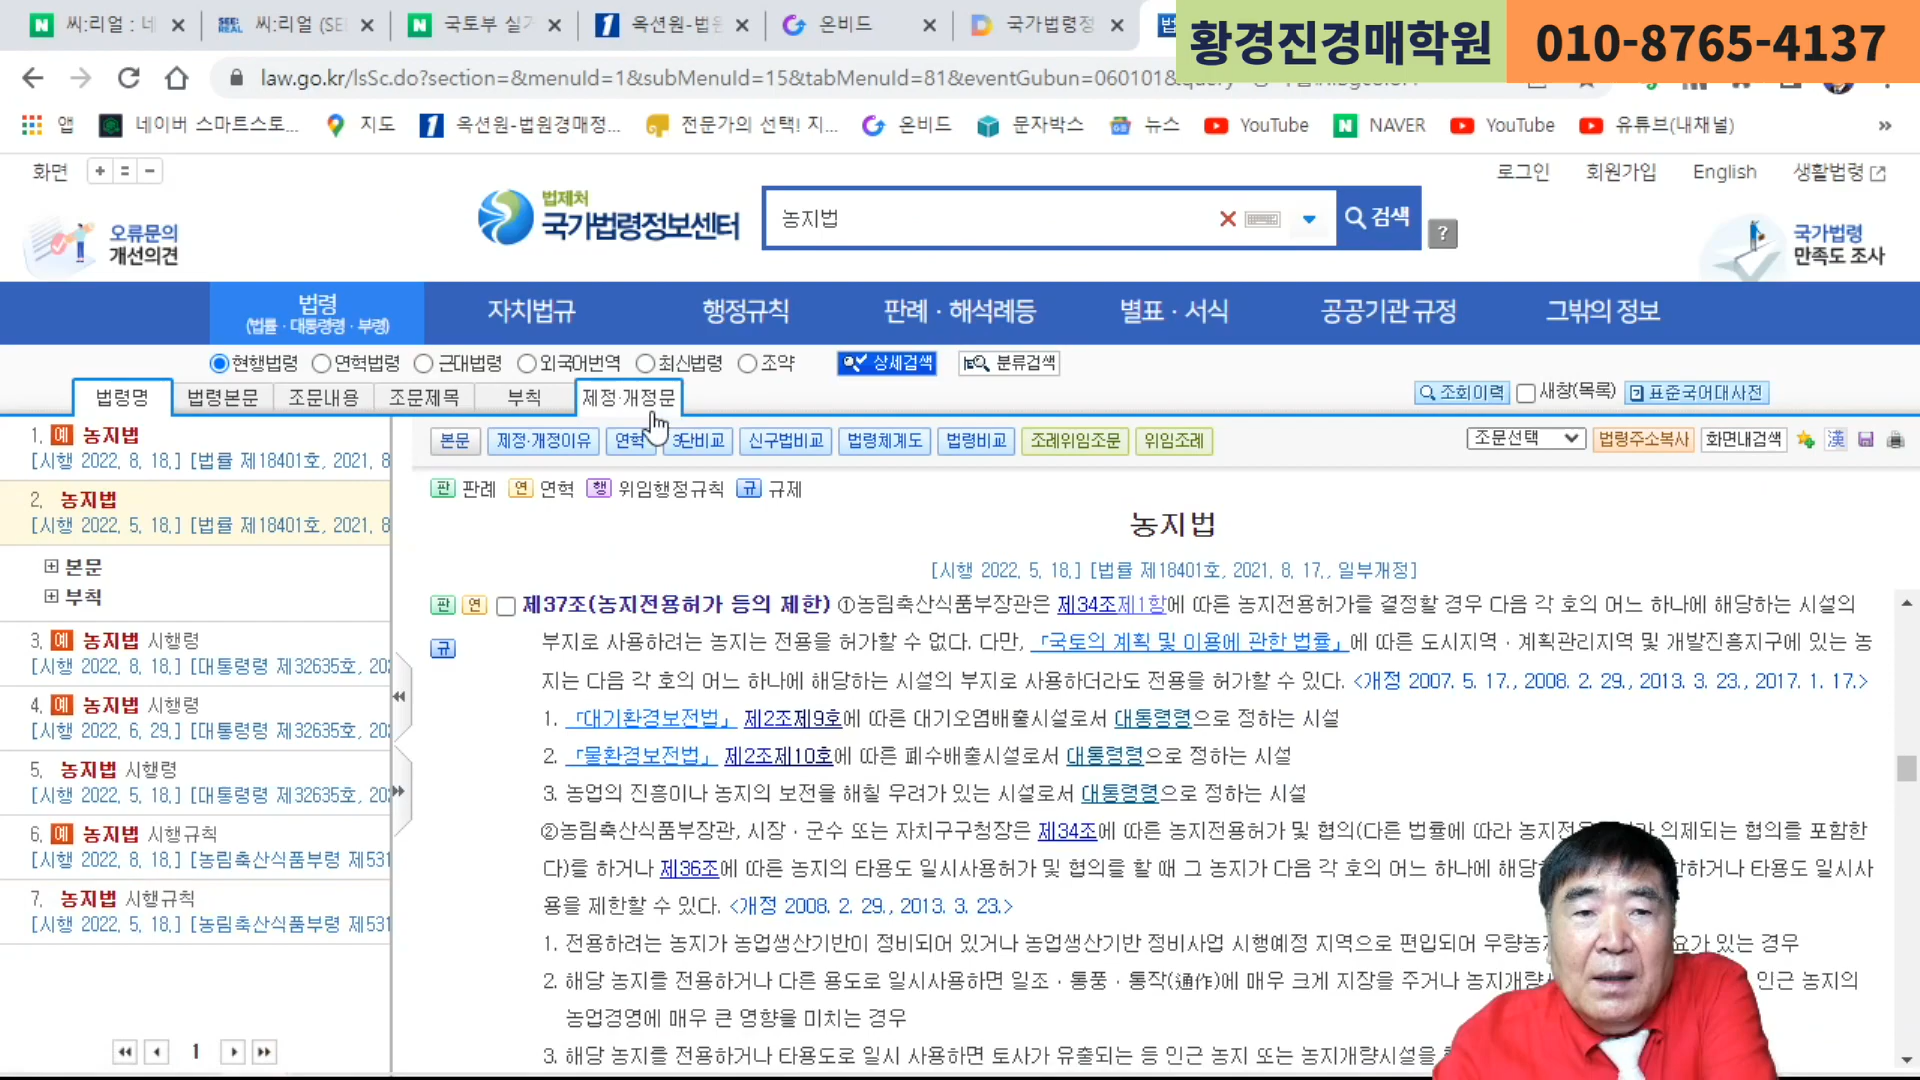 씨:리얼 : 네
씨:리얼 (SE
국토부 실거
옥션원-법원
온비드
국가법령정
황경진경매학원
010-8765-4137
law.go.kr/lsSc.do?section=&menuId=1&subMenuId=15&tabMenuId=81&eventGubun=060101&query
앱
네이버 스마트스토...
지도
옥션원-법원경매정...
전문가의 선택! 지...
온비드
문자박스
뉴스
YouTube
NAVER
YouTube
유튜브(내채널)
»
화면
+ = -
로그인
회원가입
English
생활법령
오류문의
개선의견
법제처
국가법령정보센터
농지법
검색
?
국가법령
만족도 조사
법령
(법률 · 대통령령 · 부령)
자치법규
행정규칙
판례 · 해석례등
별표 · 서식
공공기관 규정
그밖의 정보
현행법령
연혁법령
근대법령
외국어번역
최신법령
조약
상세검색
분류검색
법령명
법령본문
조문내용
조문제목
부칙
제정·개정문
조회이력
새창(목록)
표준국어대사전
본문
제정·개정이유
연혁
3단비교
신구법비교
법령체계도
법령비교
조례위임조문
위임조례
조문선택
법령주소복사
화면내검색
漢
판 판례 연 연혁 행 위임행정규칙 규 규제
1. 예 농지법
[시행 2022. 8. 18.] [법률 제18401호, 2021. 8
2. 농지법
[시행 2022. 5. 18.] [법률 제18401호, 2021. 8
본문
부칙
3. 예 농지법 시행령
[시행 2022. 8. 18.] [대통령령 제32635호, 20
4. 예 농지법 시행령
[시행 2022. 6. 29.] [대통령령 제32635호, 20
5. 농지법 시행령
[시행 2022. 5. 18.] [대통령령 제32635호, 20
6. 예 농지법 시행규칙
[시행 2022. 8. 18.] [농림축산식품부령 제531
7. 농지법 시행규칙
[시행 2022. 5. 18.] [농림축산식품부령 제531
1
농지법
[시행 2022. 5. 18.] [법률 제18401호, 2021. 8. 17., 일부개정]
판 연 제37조(농지전용허가 등의 제한) ①농림축산식품부장관은 제34조제1항에 따른 농지전용허가를 결정할 경우 다음 각 호의 어느 하나에 해당하는 시설의
규 부지로 사용하려는 농지는 전용을 허가할 수 없다. 다만, 「국토의 계획 및 이용에 관한 법률」에 따른 도시지역ㆍ계획관리지역 및 개발진흥지구에 있는 농
지는 다음 각 호의 어느 하나에 해당하는 시설의 부지로 사용하더라도 전용을 허가할 수 있다. <개정 2007. 5. 17., 2008. 2. 29., 2013. 3. 23., 2017. 1. 17.>
1. 「대기환경보전법」 제2조제9호에 따른 대기오염배출시설로서 대통령령으로 정하는 시설
2. 「물환경보전법」 제2조제10호에 따른 폐수배출시설로서 대통령령으로 정하는 시설
3. 농업의 진흥이나 농지의 보전을 해칠 우려가 있는 시설로서 대통령령으로 정하는 시설
②농림축산식품부장관, 시장ㆍ군수 또는 자치구구청장은 제34조에 따른 농지전용허가 및 협의(다른 법률에 따라 농지전 의제되는 협의를 포함한
다)를 하거나 제36조에 따른 농지의 타용도 일시사용허가 및 협의를 할 때 그 농지가 다음 각 호의 어느 하나에 해당 하거나 타용도 일시사
용을 제한할 수 있다. <개정 2008. 2. 29., 2013. 3. 23.>
1. 전용하려는 농지가 농업생산기반이 정비되어 있거나 농업생산기반 정비사업 시행예정 지역으로 편입되어 우량농 가 있는 경우
2. 해당 농지를 전용하거나 다른 용도로 일시사용하면 일조ㆍ통풍ㆍ통작(通作)에 매우 크게 지장을 주거나 농지개량 인근 농지의
농업경영에 매우 큰 영향을 미치는 경우
3. 해당 농지를 전용하거나 타용도로 일시 사용하면 토사가 유출되는 등 인근 농지 또는 농지개량시설을